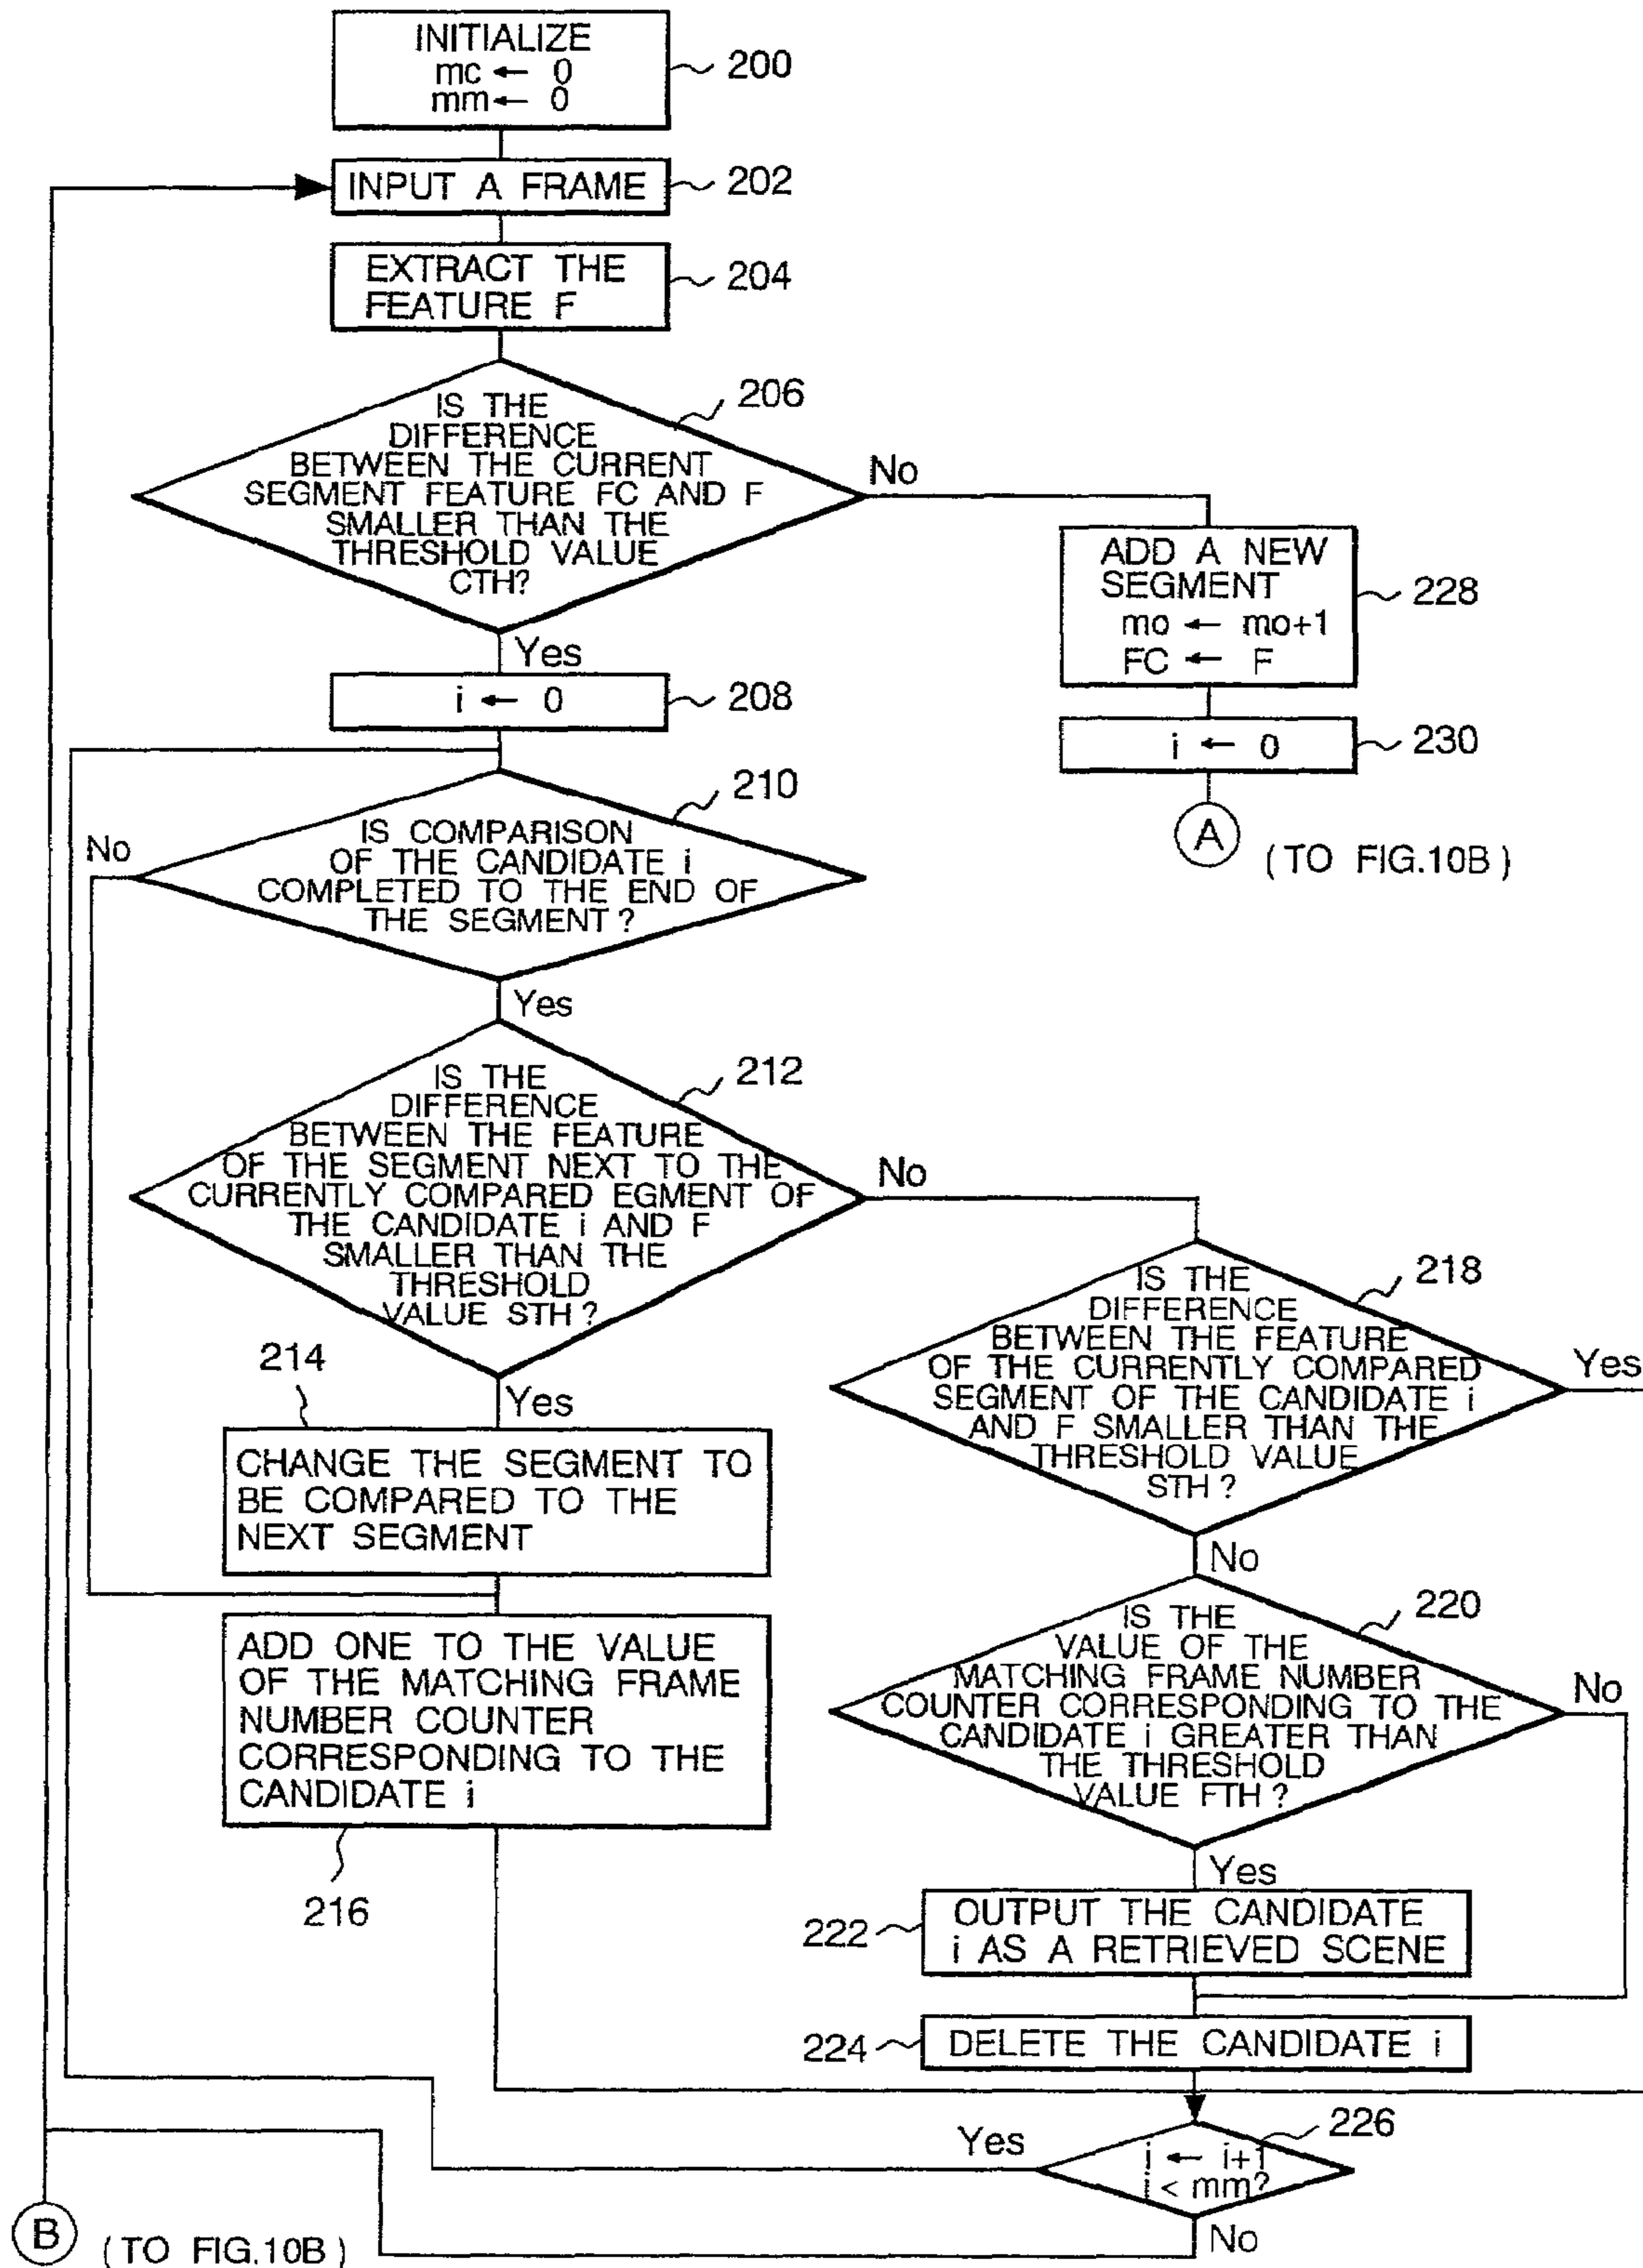 INITIALIZE
mc ← 0
mm ← 0
200
INPUT A FRAME
202
EXTRACT THE
FEATURE F
204
IS THE
DIFFERENCE
BETWEEN THE CURRENT
SEGMENT FEATURE FC AND F
SMALLER THAN THE
THRESHOLD VALUE
CTH?
206
No
Yes
ADD A NEW
SEGMENT
mo ← mo+1
FC ← F
228
i ← 0
208
i ← 0
230
A
(TO FIG.10B)
IS COMPARISON
OF THE CANDIDATE i
COMPLETED TO THE END OF
THE SEGMENT?
210
No
Yes
IS THE
DIFFERENCE
BETWEEN THE FEATURE
OF THE SEGMENT NEXT TO THE
CURRENTLY COMPARED EGMENT OF
THE CANDIDATE i AND F
SMALLER THAN THE
THRESHOLD
VALUE STH?
212
No
Yes
214
CHANGE THE SEGMENT TO
BE COMPARED TO THE
NEXT SEGMENT
ADD ONE TO THE VALUE
OF THE MATCHING FRAME
NUMBER COUNTER
CORRESPONDING TO THE
CANDIDATE i
216
IS THE
DIFFERENCE
BETWEEN THE FEATURE
OF THE CURRENTLY COMPARED
SEGMENT OF THE CANDIDATE i
AND F SMALLER THAN THE
THRESHOLD VALUE
STH?
218
Yes
No
IS THE
VALUE OF THE
MATCHING FRAME NUMBER
COUNTER CORRESPONDING TO THE
CANDIDATE i GREATER THAN
THE THRESHOLD
VALUE FTH?
220
No
Yes
222
OUTPUT THE CANDIDATE
i AS A RETRIEVED SCENE
224
DELETE THE CANDIDATE i
226
i ← i+1
i < mm?
Yes
No
B
(TO FIG.10B)